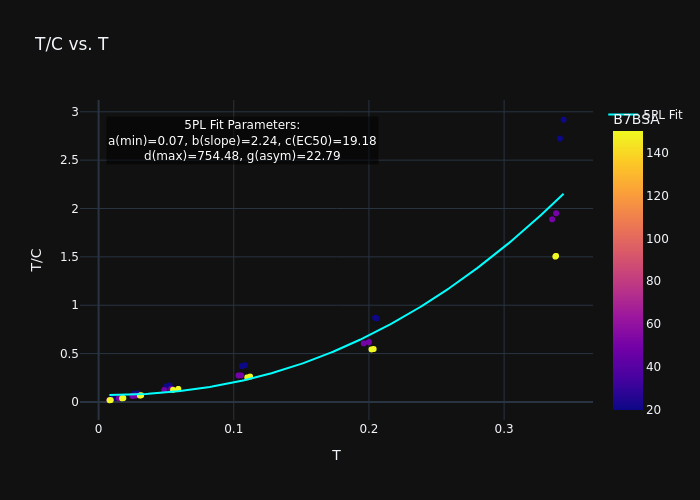 T/C vs. T
5PL Fit Parameters:
a(min)=0.07, b(slope)=2.24, c(EC50)=19.18
d(max)=754.48, g(asym)=22.79
5PL Fit
B7BSA
140
120
100
80
60
40
20
3
2.5
2
1.5
1
0.5
0
T/C
0
0.1
0.2
0.3
T